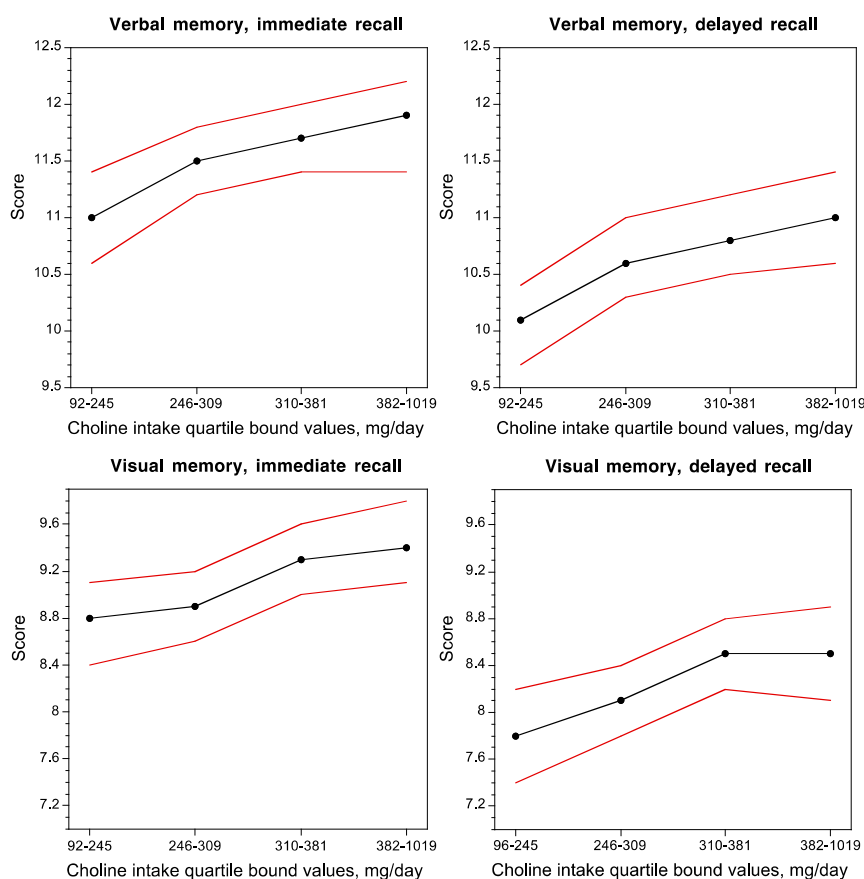 Verbal memory, immediate recall
12.5
12
11.5
11
10.5
10
9.5
Score
92-245 246-309 310-381 382-1019
Choline intake quartile bound values, mg/day
Verbal memory, delayed recall
12.5
12
11.5
11
10.5
10
9.5
Score
92-245 246-309 310-381 382-1019
Choline intake quartile bound values, mg/day
Visual memory, immediate recall
9.6
9.2
8.8
8.4
8
7.6
7.2
Score
92-245 246-309 310-381 382-1019
Choline intake quartile bound values, mg/day
Visual memory, delayed recall
9.6
9.2
8.8
8.4
8
7.6
7.2
Score
96-245 246-309 310-381 382-1019
Choline intake quartile bound values, mg/day